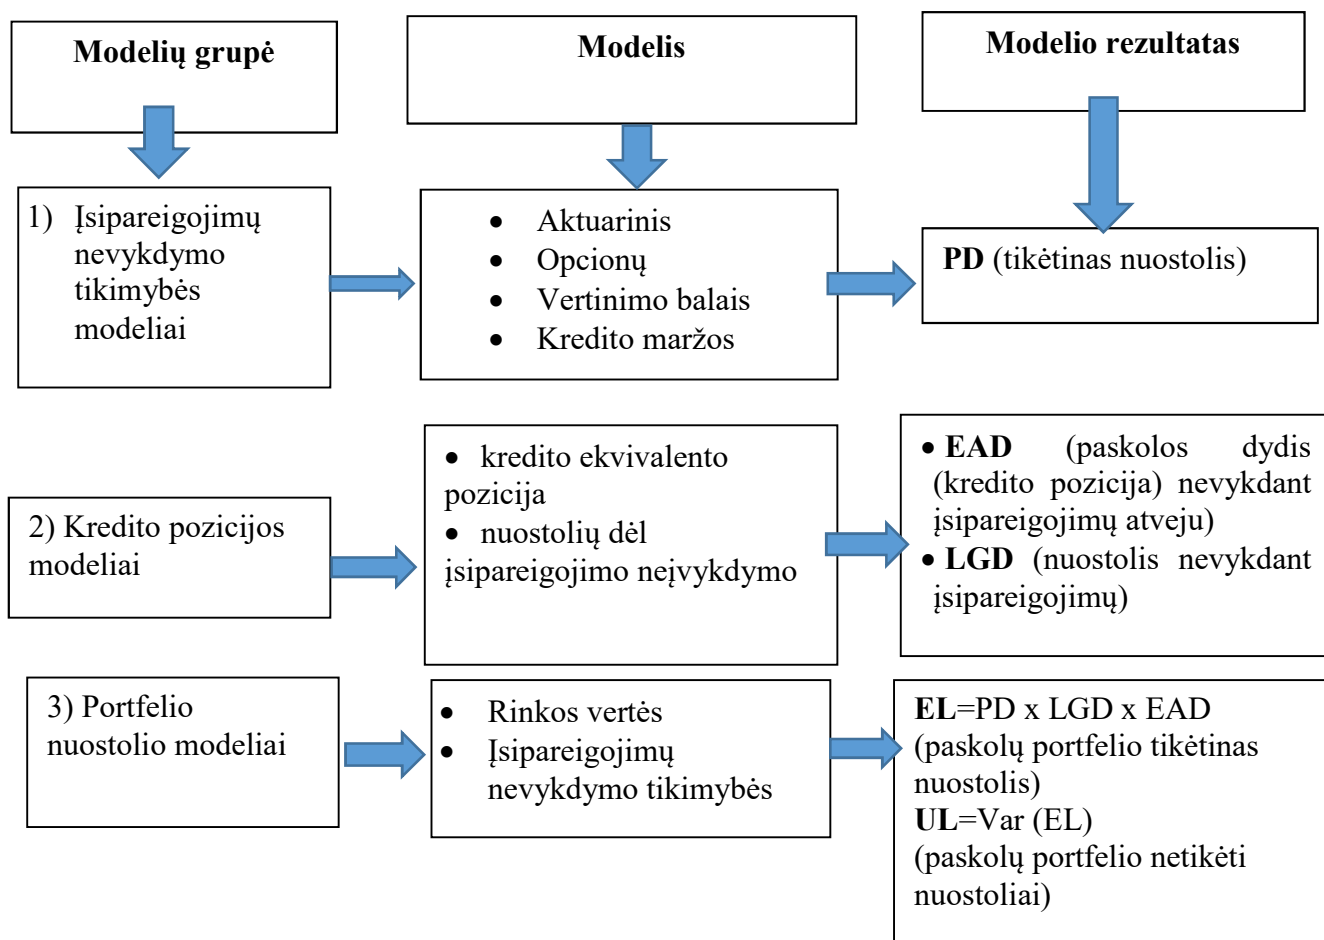 Modelių grupė
Modelis
Modelio rezultatas
1) Įsipareigojimų
nevykdymo
tikimybės
modeliai
• Aktuarinis
• Opcionų
• Vertinimo balais
• Kredito maržos
PD (tikėtinas nuostolis)
2) Kredito pozicijos
modeliai
• kredito ekvivalento
pozicija
• nuostolių dėl
įsipareigojimo neįvykdymo
• EAD (paskolos dydis
(kredito pozicija) nevykdant
įsipareigojimų atveju)
• LGD (nuostolis nevykdant
įsipareigojimų)
3) Portfelio
nuostolio modeliai
• Rinkos vertės
• Įsipareigojimų
nevykdymo tikimybės
EL=PD x LGD x EAD
(paskolų portfelio tikėtinas
nuostolis)
UL=Var (EL)
(paskolų portfelio netikėti
nuostoliai)